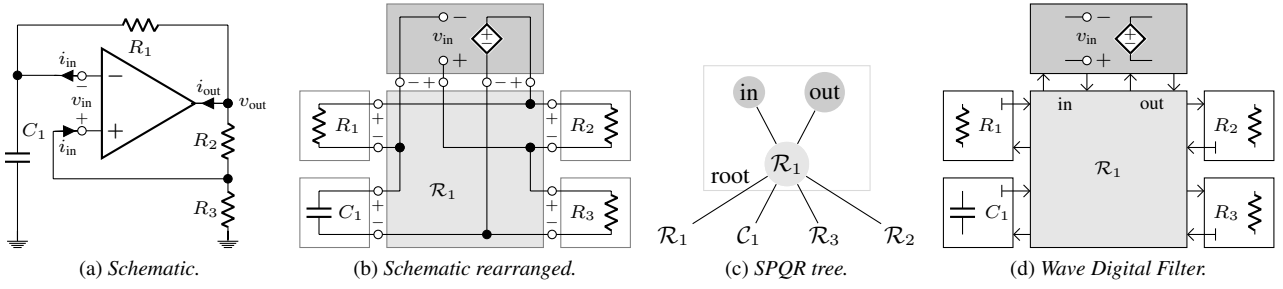 R1
iin
iout
−
−
vin
vout
+
+
C1
iin
R2
R3
(a) Schematic.
−
vin
+
+
−
− +
− +
R1
+
−
+
−
R2
C1
+
−
R1
+
−
R3
(b) Schematic rearranged.
in
out
R1
root
R1
C1
R3
R2
(c) SPQR tree.
−
vin
+
+
−
in
out
R1
R2
R1
C1
R3
(d) Wave Digital Filter.